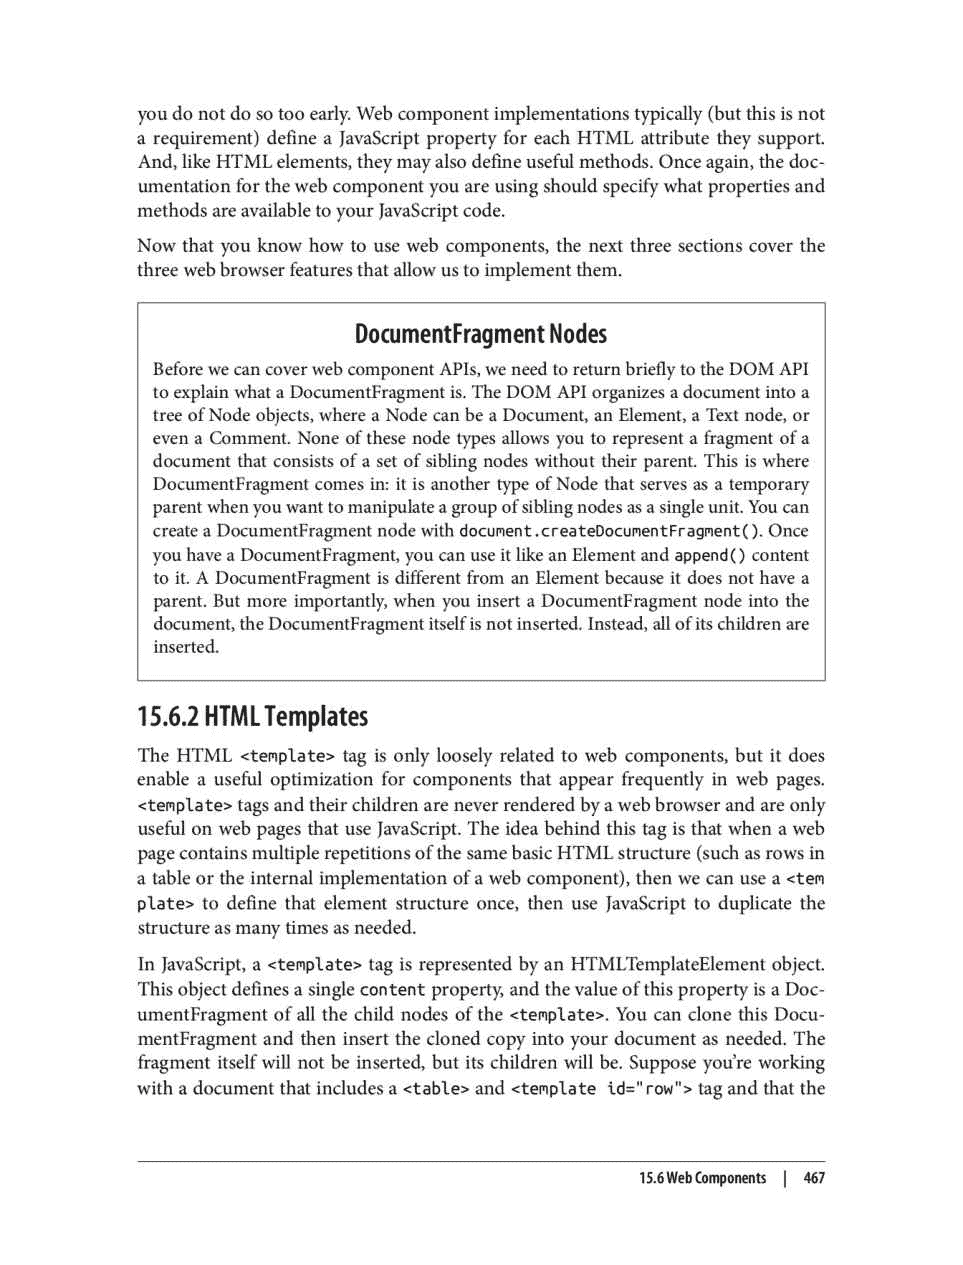 you do not do so too early. Web component implementations typically (but this is not
a requirement) define a JavaScript property for each HTML attribute they support.
And, like HTML elements, they may also define useful methods. Once again, the doc-
umentation for the web component you are using should specify what properties and
methods are available to your JavaScript code.
Now that you know how to use web components, the next three sections cover the
three web browser features that allow us to implement them.
DocumentFragment Nodes
Before we can cover web component APIs, we need to return briefly to the DOM API
to explain what a DocumentFragment is. The DOM API organizes a document into a
tree of Node objects, where a Node can be a Document, an Element, a Text node, or
even a Comment. None of these node types allows you to represent a fragment of a
document that consists of a set of sibling nodes without their parent. This is where
DocumentFragment comes in: it is another type of Node that serves as a temporary
parent when you want to manipulate a group of sibling nodes as a single unit. You can
create a DocumentFragment node with document.createDocumentFragment(). Once
you have a DocumentFragment, you can use it like an Element and append() content
to it. A DocumentFragment is different from an Element because it does not have a
parent. But more importantly, when you insert a DocumentFragment node into the
document, the DocumentFragment itself is not inserted. Instead, all of its children are
inserted.
15.6.2 HTML Templates
The HTML <template> tag is only loosely related to web components, but it does
enable a useful optimization for components that appear frequently in web pages.
<template> tags and their children are never rendered by a web browser and are only
useful on web pages that use JavaScript. The idea behind this tag is that when a web
page contains multiple repetitions of the same basic HTML structure (such as rows in
a table or the internal implementation of a web component), then we can use a <tem
plate> to define that element structure once, then use JavaScript to duplicate the
structure as many times as needed.
In JavaScript, a <template> tag is represented by an HTMLTemplateElement object.
This object defines a single content property, and the value of this property is a Doc-
umentFragment of all the child nodes of the <template>. You can clone this Docu-
mentFragment and then insert the cloned copy into your document as needed. The
fragment itself will not be inserted, but its children will be. Suppose you're working
with a document that includes a <table> and <template id="row"> tag and that the
15.6 Web Components | 467